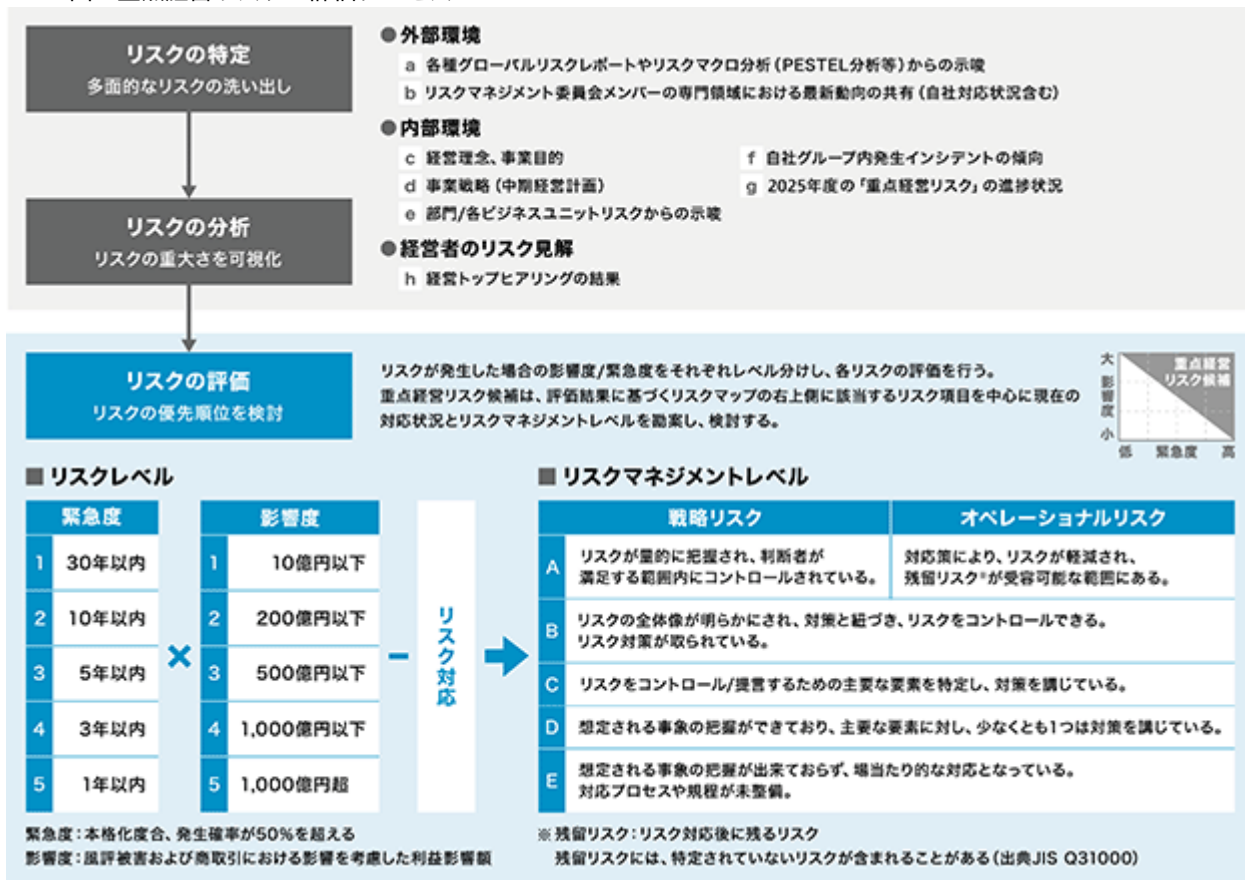 リスクの特定
多面的なリスクの洗い出し
リスクの分析
リスクの重大さを可視化
●外部環境
a 各種グローバルリスクレポートやリスクマクロ分析(PESTEL分析等)からの示唆
b リスクマネジメント委員会メンバーの専門領域における最新動向の共有(自社対応状況含む)
●内部環境
c 経営理念、事業目的
d 事業戦略(中期経営計画)
e 部門/各ビジネスユニットリスクからの示唆
f 自社グループ内発生インシデントの傾向
g 2025年度の「重点経営リスク」の進捗状況
●経営者のリスク見解
h 経営トップヒアリングの結果
リスクの評価
リスクの優先順位を検討
リスクが発生した場合の影響度/緊急度をそれぞれレベル分けし、各リスクの評価を行う。
重点経営リスク候補は、評価結果に基づくリスクマップの右上側に該当するリスク項目を中心に現在の
対応状況とリスクマネジメントレベルを勘案し、検討する。
大
影響度
小
重点経営
リスク候補
低 緊急度 高
■ リスクレベル
緊急度
1 30年以内
2 10年以内
3 5年以内
4 3年以内
5 1年以内
×
影響度
1 10億円以下
2 200億円以下
3 500億円以下
4 1,000億円以下
5 1,000億円超
−
リスク対応
緊急度:本格化度合、発生確率が50%を超える
影響度:風評被害および商取引における影響を考慮した利益影響額
■ リスクマネジメントレベル
戦略リスク オペレーショナルリスク
A リスクが量的に把握され、判断者が
満足する範囲内にコントロールされている。
対応策により、リスクが軽減され、
残留リスク※が受容可能な範囲にある。
B リスクの全体像が明らかにされ、対策と紐づき、リスクをコントロールできる。
リスク対策が取られている。
C リスクをコントロール/提言するための主要な要素を特定し、対策を講じている。
D 想定される事象の把握ができており、主要な要素に対し、少なくとも1つは対策を講じている。
E 想定される事象の把握が出来ておらず、場当たり的な対応となっている。
対応プロセスや規程が未整備。
※ 残留リスク:リスク対応後に残るリスク
残留リスクには、特定されていないリスクが含まれることがある(出典JIS Q31000)